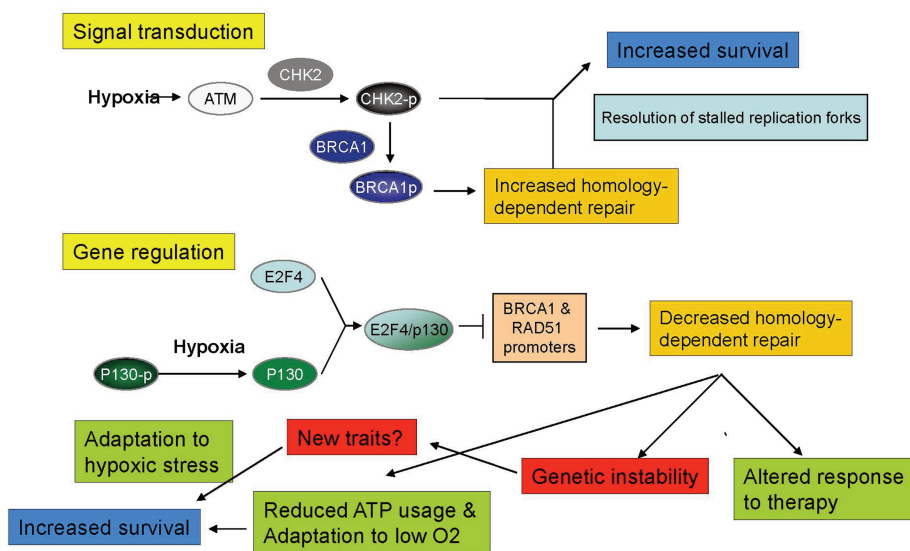 Signal transduction
Increased survival
CHK2
Hypoxia
ATM
CHK2-p
Resolution of stalled replication forks
BRCA1
BRCA1p
Increased homology-
dependent repair
Gene regulation
E2F4
E2F4/p130
BRCA1 &
RAD51
promoters
Decreased homology-
dependent repair
Hypoxia
P130-p
P130
Adaptation to
hypoxic stress
New traits?
Genetic instability
Altered response
to therapy
Reduced ATP usage &
Adaptation to low O2
Increased survival